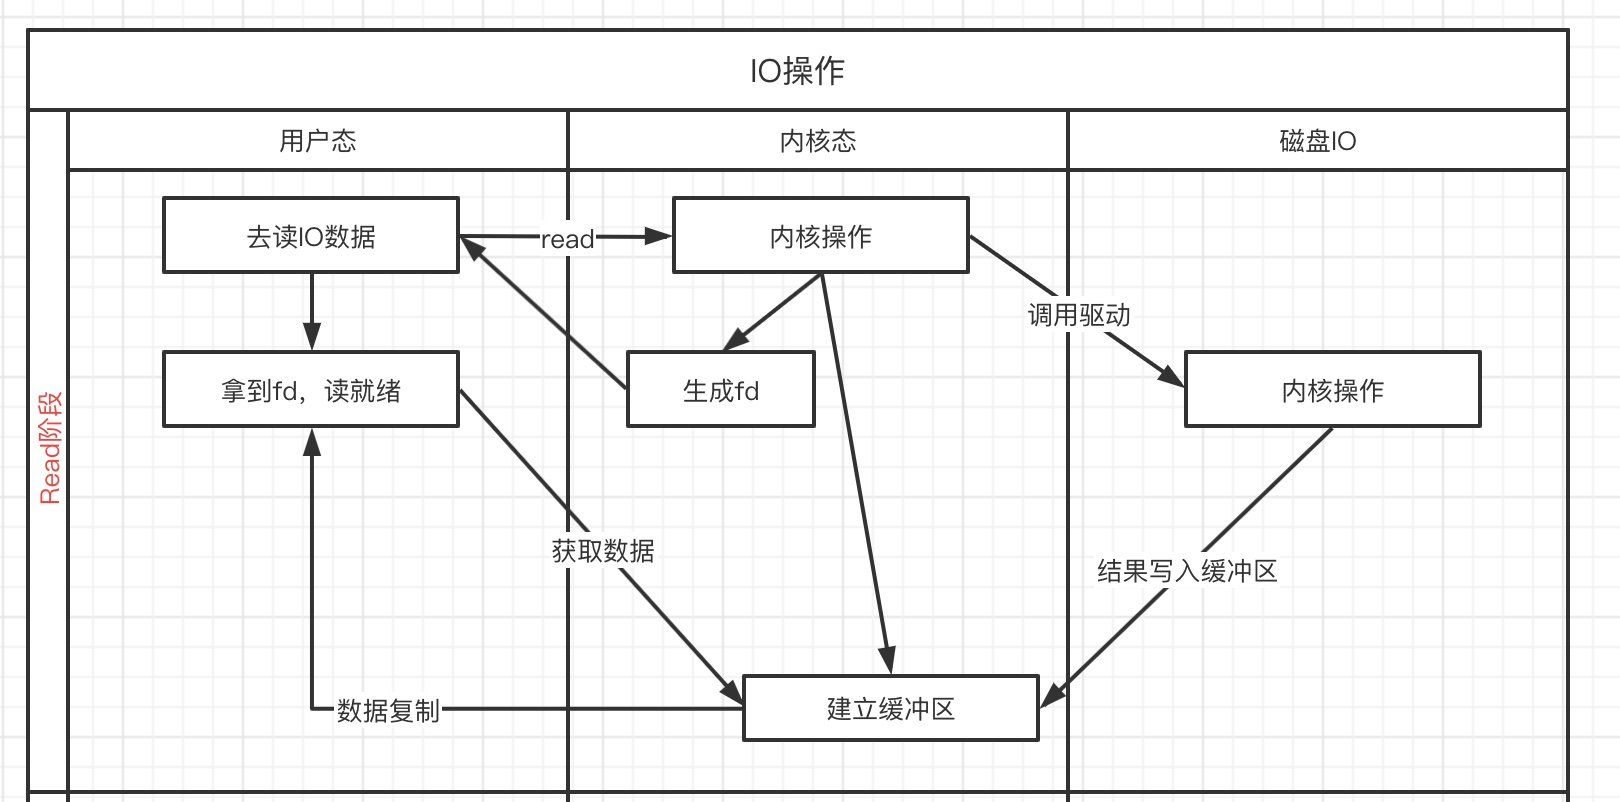 IO操作
用户态
内核态
磁盘IO
Read阶段
去读IO数据
read
内核操作
调用驱动
拿到fd，读就绪
生成fd
内核操作
获取数据
结果写入缓冲区
数据复制
建立缓冲区